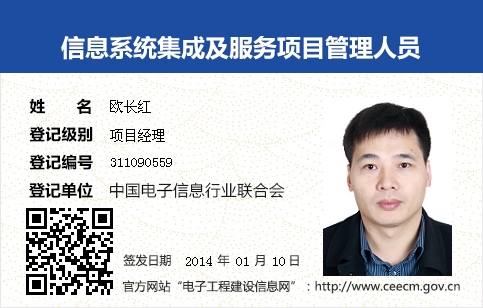 信息系统集成及服务项目管理人员
姓 名 欧长红
登记级别 项目经理
登记编号 311090559
登记单位 中国电子信息行业联合会
签发日期 2014 年 01 月 10 日
官方网站“电子工程建设信息网”：http://www.ceecm.gov.cn